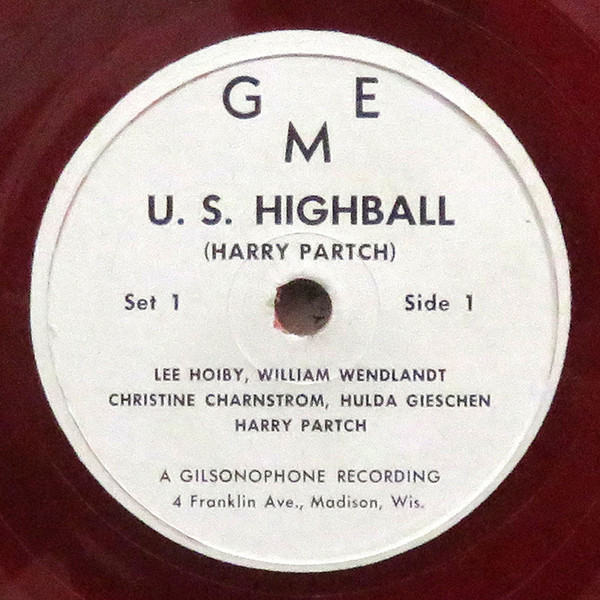 G E
M
U. S. HIGHBALL
(HARRY PARTCH)
Set 1 Side 1
LEE HOIBY, WILLIAM WENDLANDT
CHRISTINE CHARNSTROM, HULDA GIESCHEN
HARRY PARTCH
A GILSONOPHONE RECORDING
4 Franklin Ave., Madison, Wis.